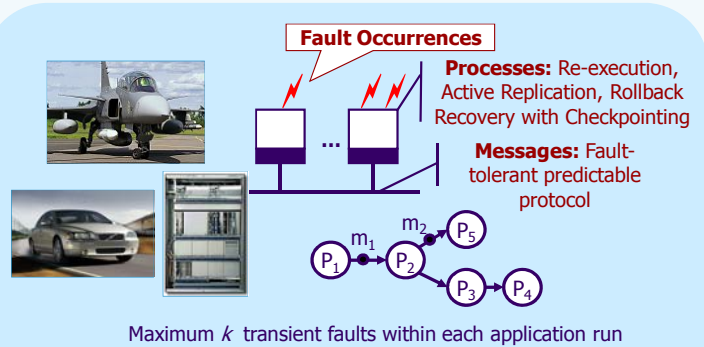 Fault Occurrences
Processes: Re-execution,
Active Replication, Rollback
Recovery with Checkpointing
...
Messages: Fault-
tolerant predictable
protocol
m₂
P₅
m₁
P₁
P₂
P₃
P₄
Maximum k transient faults within each application run